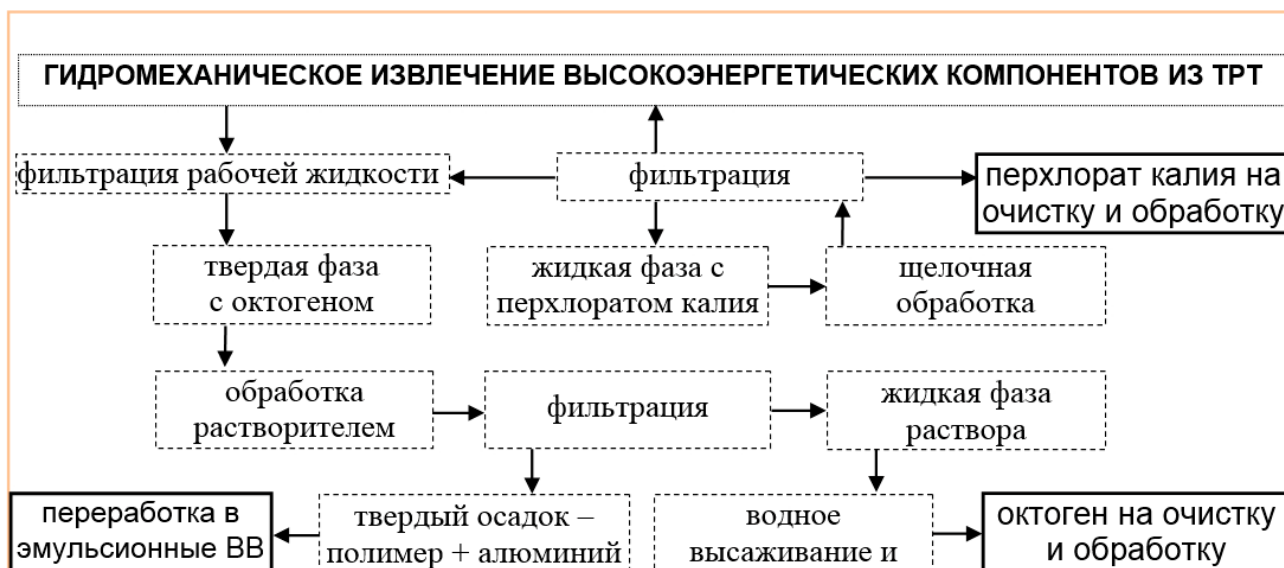 ГИДРОМЕХАНИЧЕСКОЕ ИЗВЛЕЧЕНИЕ ВЫСОКОЭНЕРГЕТИЧЕСКИХ КОМПОНЕНТОВ ИЗ ТРТ
фильтрация рабочей жидкости
фильтрация
перхлорат калия на
очистку и обработку
твердая фаза
с октогеном
жидкая фаза с
перхлоратом калия
щелочная
обработка
обработка
растворителем
фильтрация
жидкая фаза
раствора
переработка в
эмульсионные ВВ
твердый осадок –
полимер + алюминий
водное
высаживание и
октоген на очистку
и обработку